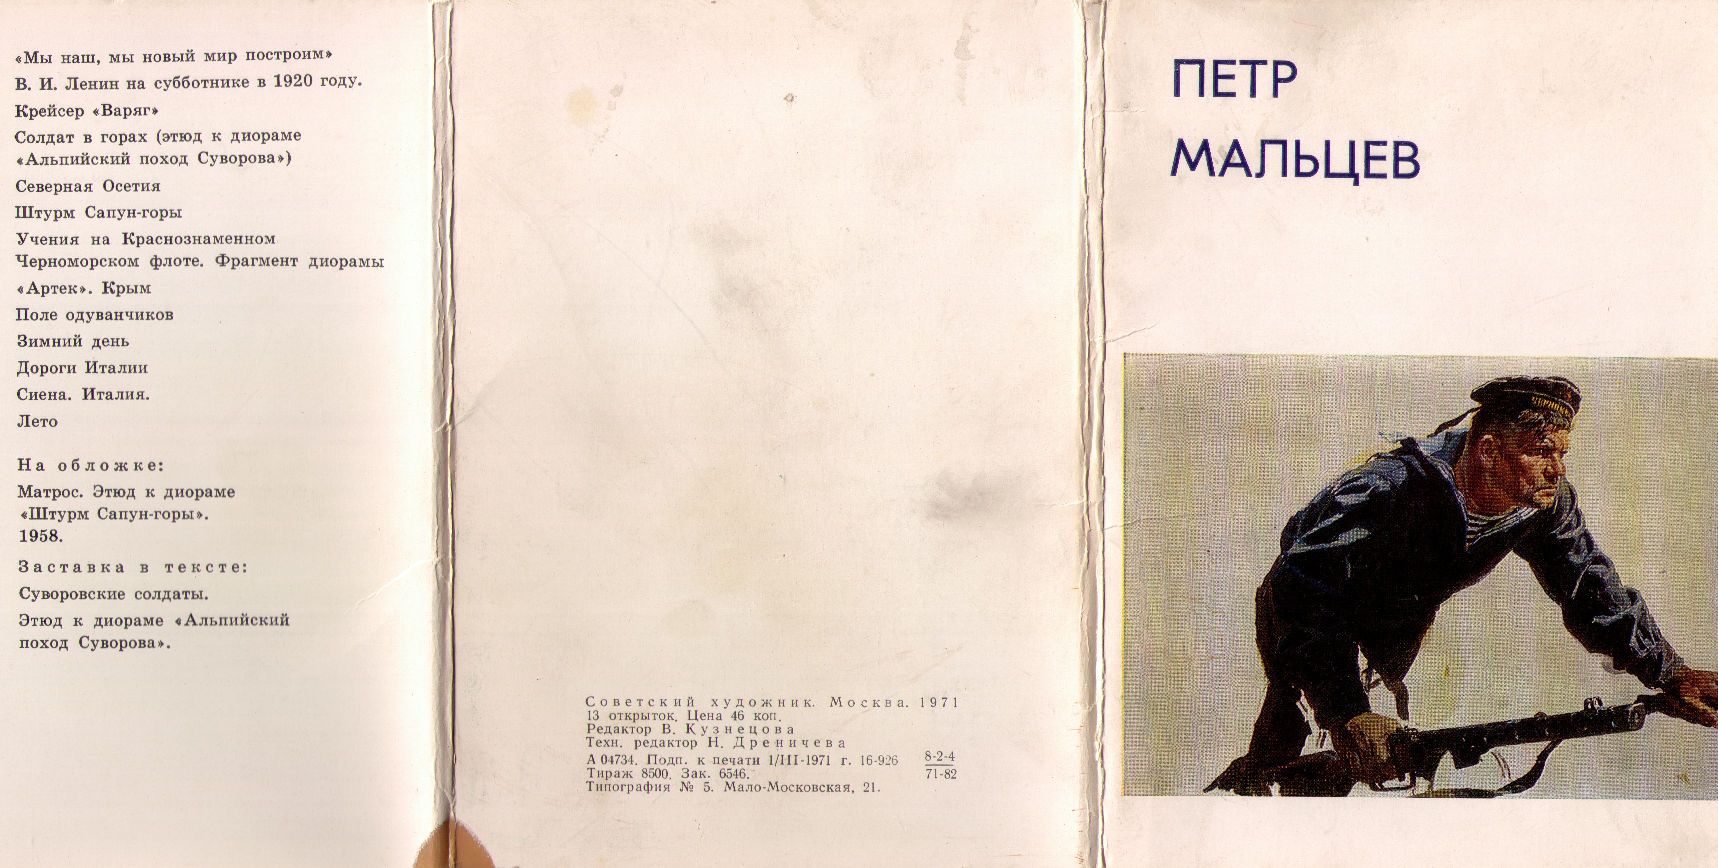 «Мы наш, мы новый мир построим»
В. И. Ленин на субботнике в 1920 году.
Крейсер «Варяг»
Солдат в горах (этюд к диораме
«Альпийский поход Суворова»)
Северная Осетия
Штурм Сапун-горы
Учения на Краснознаменном
Черноморском флоте. Фрагмент диорамы
«Артек». Крым
Поле одуванчиков
Зимний день
Дороги Италии
Сиена. Италия.
Лето
На обложке:
Матрос. Этюд к диораме
«Штурм Сапун-горы».
1958.
Заставка в тексте:
Суворовские солдаты.
Этюд к диораме «Альпийский
поход Суворова».
Советский художник. Москва. 1971
13 открыток. Цена 46 коп.
Редактор В. Кузнецова
Техн. редактор Н. Дреничева
А 04734. Подп. к печати 1/III-1971 г. 16-926
8-2-4
71-82
Тираж 8500. Зак. 6546.
Типография № 5. Мало-Московская, 21.
ПЕТР
МАЛЬЦЕВ